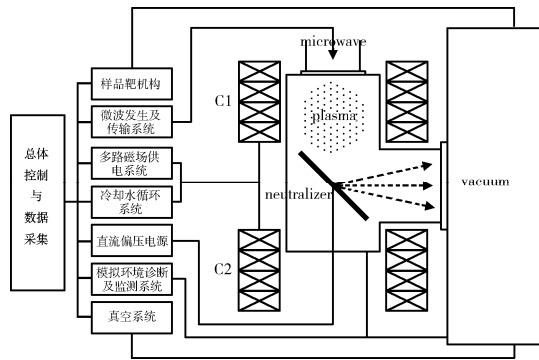 总体
控制
与
数据
采集
样品靶机构
微波发生及
传输系统
多路磁场供
电系统
冷却水循环
系统
直流偏压电源
模拟环境诊断
及监测系统
真空系统
microwave
C1
plasma
neutralizer
C2
vacuum